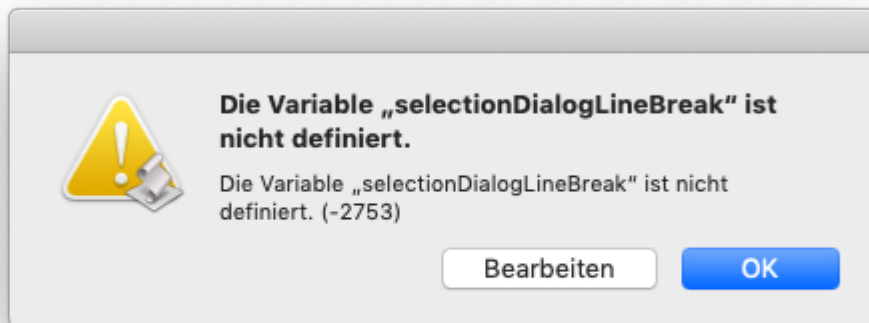 Die Variable „selectionDialogLineBreak“ ist
nicht definiert.
Die Variable „selectionDialogLineBreak“ ist nicht
definiert. (-2753)
Bearbeiten
OK